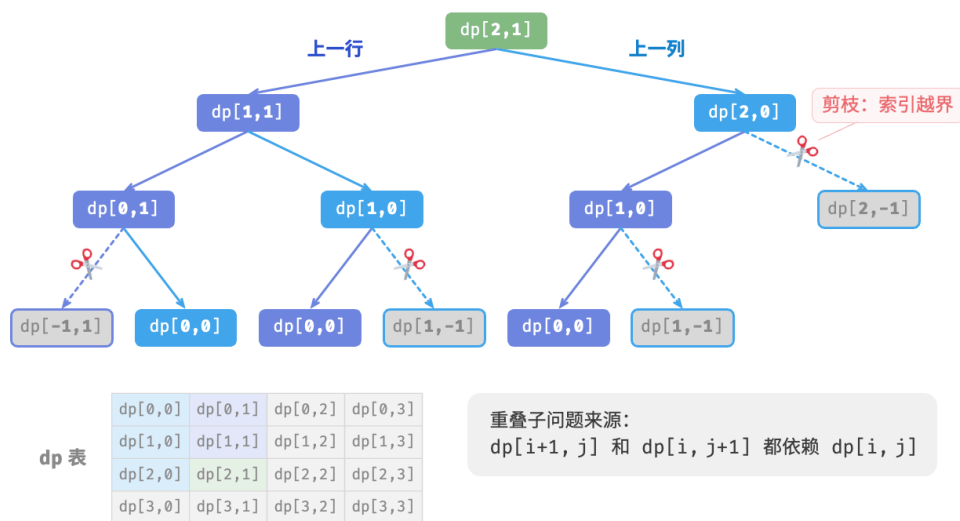 dp[2,1]
上一行
上一列
dp[1,1]
dp[2,0]
剪枝：索引越界
dp[0,1]
dp[1,0]
dp[1,0]
dp[2,-1]
dp[-1,1]
dp[0,0]
dp[0,0]
dp[1,-1]
dp[0,0]
dp[1,-1]
dp 表
dp[0,0] dp[0,1] dp[0,2] dp[0,3]
dp[1,0] dp[1,1] dp[1,2] dp[1,3]
dp[2,0] dp[2,1] dp[2,2] dp[2,3]
dp[3,0] dp[3,1] dp[3,2] dp[3,3]
重叠子问题来源：
dp[i+1, j] 和 dp[i, j+1] 都依赖 dp[i, j]